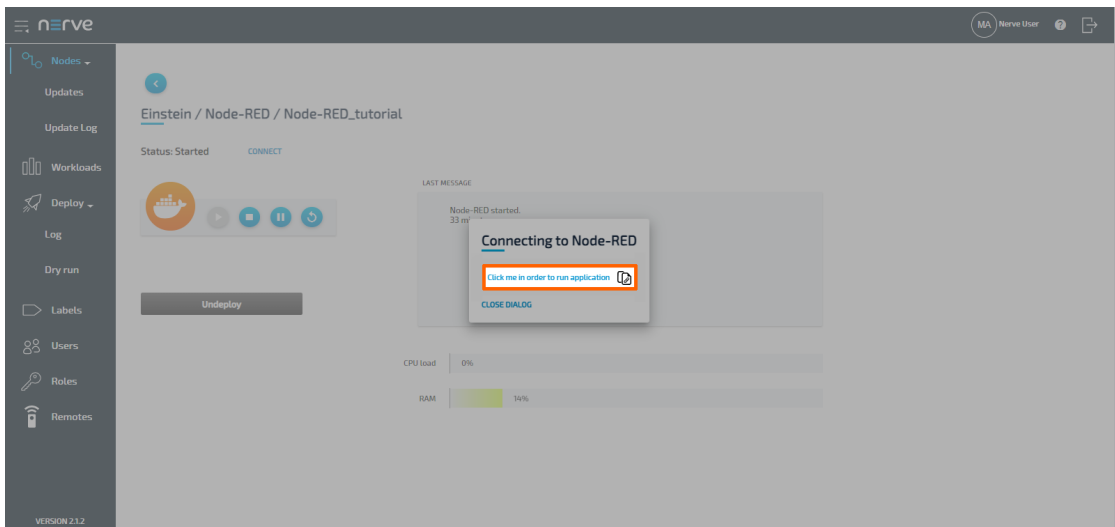 nerve
MA Nerve User ?
Nodes
Updates
Update Log
Workloads
Deploy
Log
Dry run
Labels
Users
Roles
Remotes
VERSION 2.1.2
Einstein / Node-RED / Node-RED_tutorial
Status: Started CONNECT
Undeploy
LAST MESSAGE
Node-RED started.
33
Connecting to Node-RED
Click me in order to run application
CLOSE DIALOG
CPU load 0%
RAM 14%